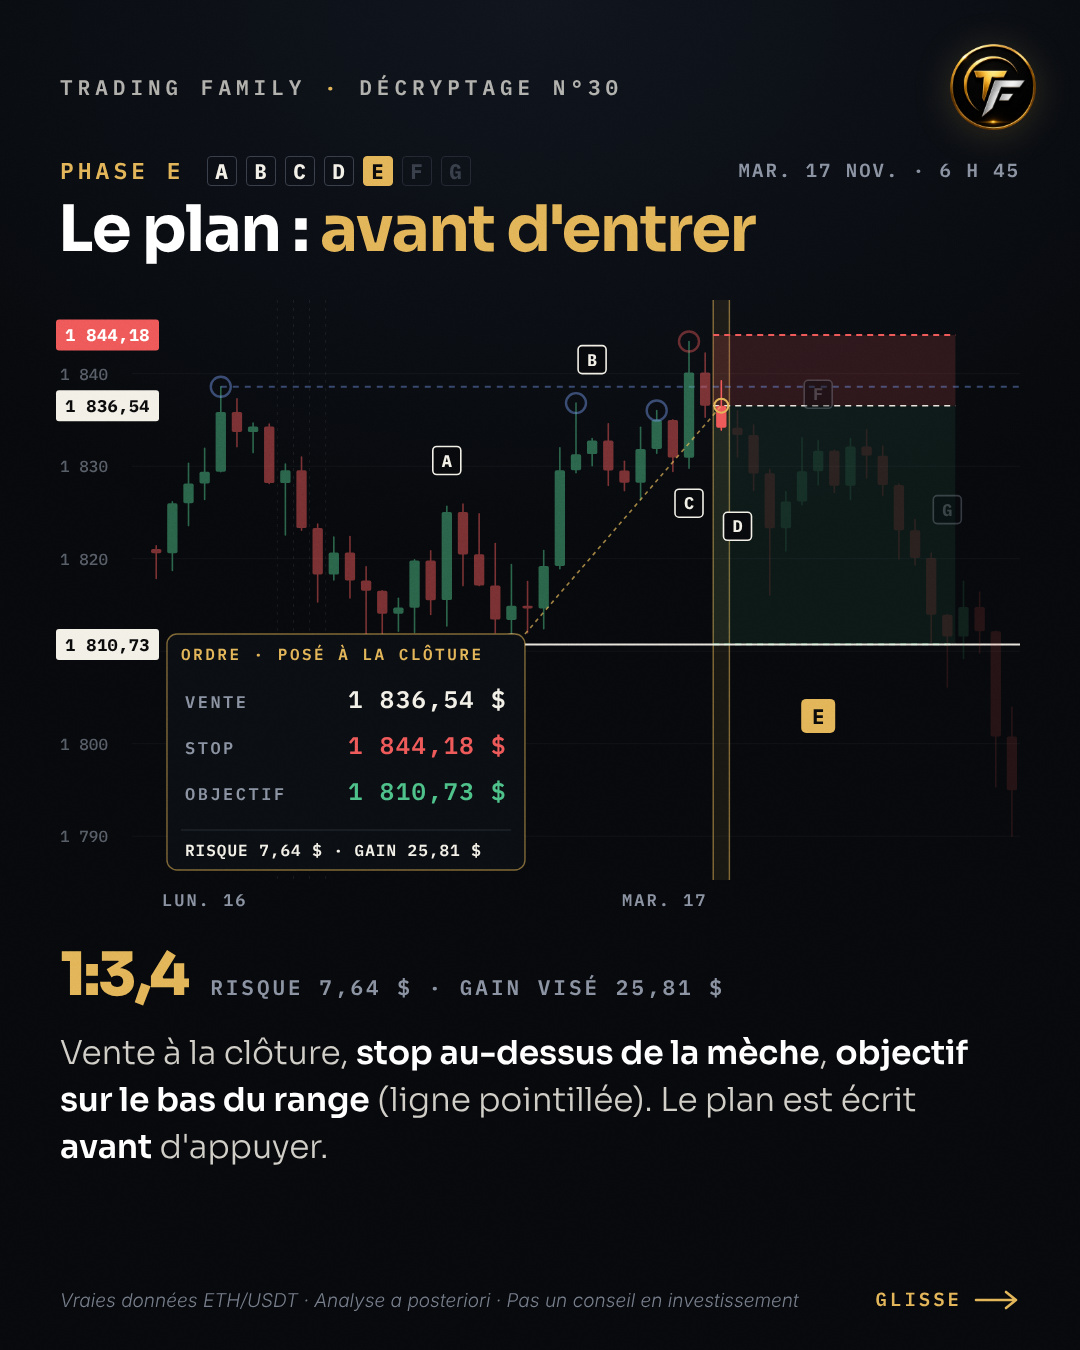 TRADING FAMILY · DÉCRYPTAGE N°30
TF
PHASE E A B C D E F G
MAR. 17 NOV. · 6 H 45
Le plan : avant d'entrer
1 844,18
1 840
1 836,54
1 830
1 820
1 810,73
1 800
1 790
B
F
A
C
D
G
E
ORDRE · POSÉ À LA CLÔTURE
VENTE 1 836,54 $
STOP 1 844,18 $
OBJECTIF 1 810,73 $
RISQUE 7,64 $ · GAIN 25,81 $
LUN. 16
MAR. 17
1:3,4 RISQUE 7,64 $ · GAIN VISÉ 25,81 $
Vente à la clôture, stop au-dessus de la mèche, objectif
sur le bas du range (ligne pointillée). Le plan est écrit
avant d'appuyer.
Vraies données ETH/USDT · Analyse a posteriori · Pas un conseil en investissement
GLISSE →